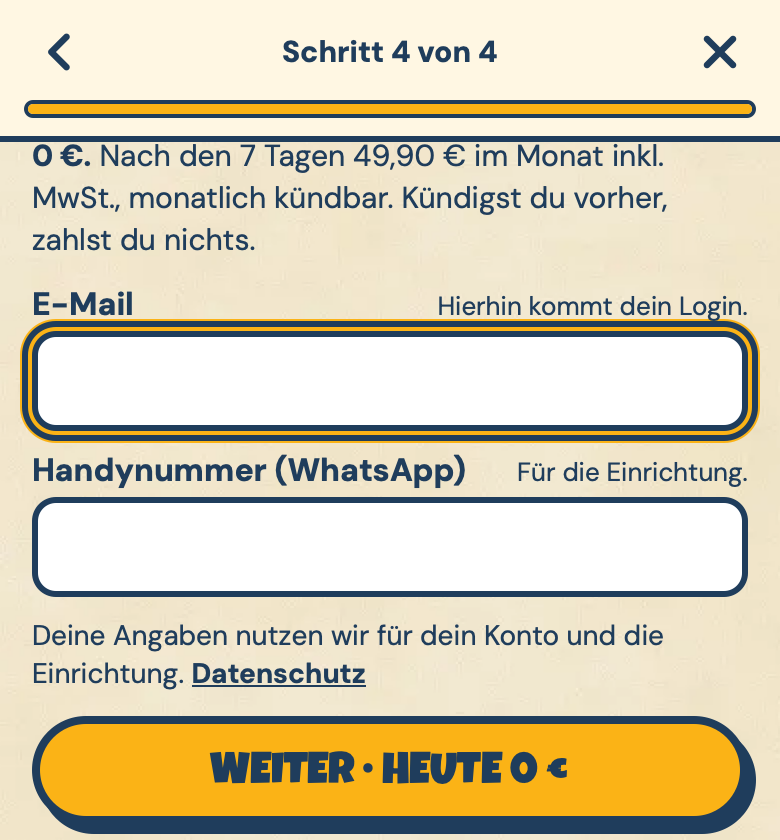 Schritt 4 von 4
0 €. Nach den 7 Tagen 49,90 € im Monat inkl.
MwSt., monatlich kündbar. Kündigst du vorher,
zahlst du nichts.
E-Mail Hierhin kommt dein Login.
Handynummer (WhatsApp) Für die Einrichtung.
Deine Angaben nutzen wir für dein Konto und die
Einrichtung. Datenschutz
WEITER · HEUTE 0 €